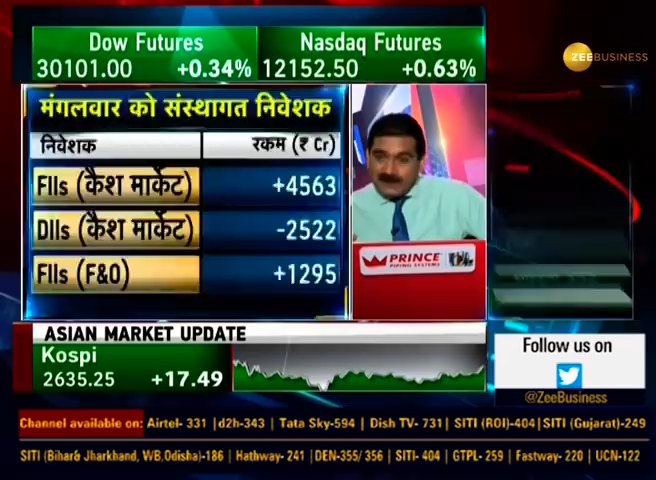 Dow Futures
30101.00 +0.34%
Nasdaq Futures
12152.50 +0.63%
ZEEBUSINESS
मंगलवार को संस्थागत निवेशक
निवेशक रकम (₹ Cr)
FIIs (कैश मार्केट) +4563
DIIs (कैश मार्केट) -2522
FIIs (F&O) +1295
PRINCE
PIPING SYSTEMS
ASIAN MARKET UPDATE
Kospi
2635.25 +17.49
Follow us on
@ZeeBusiness
Channel available on: Airtel- 331 |d2h-343 | Tata Sky-594 | Dish TV- 731| SITI (ROI)-404|SITI (Gujarat)-249
SITI (Bihar& Jharkhand, WB,Odisha)-186 | Hathway- 241 |DEN-355/ 356 | SITI- 404 | GTPL- 259 | Fastway- 220 | UCN-122